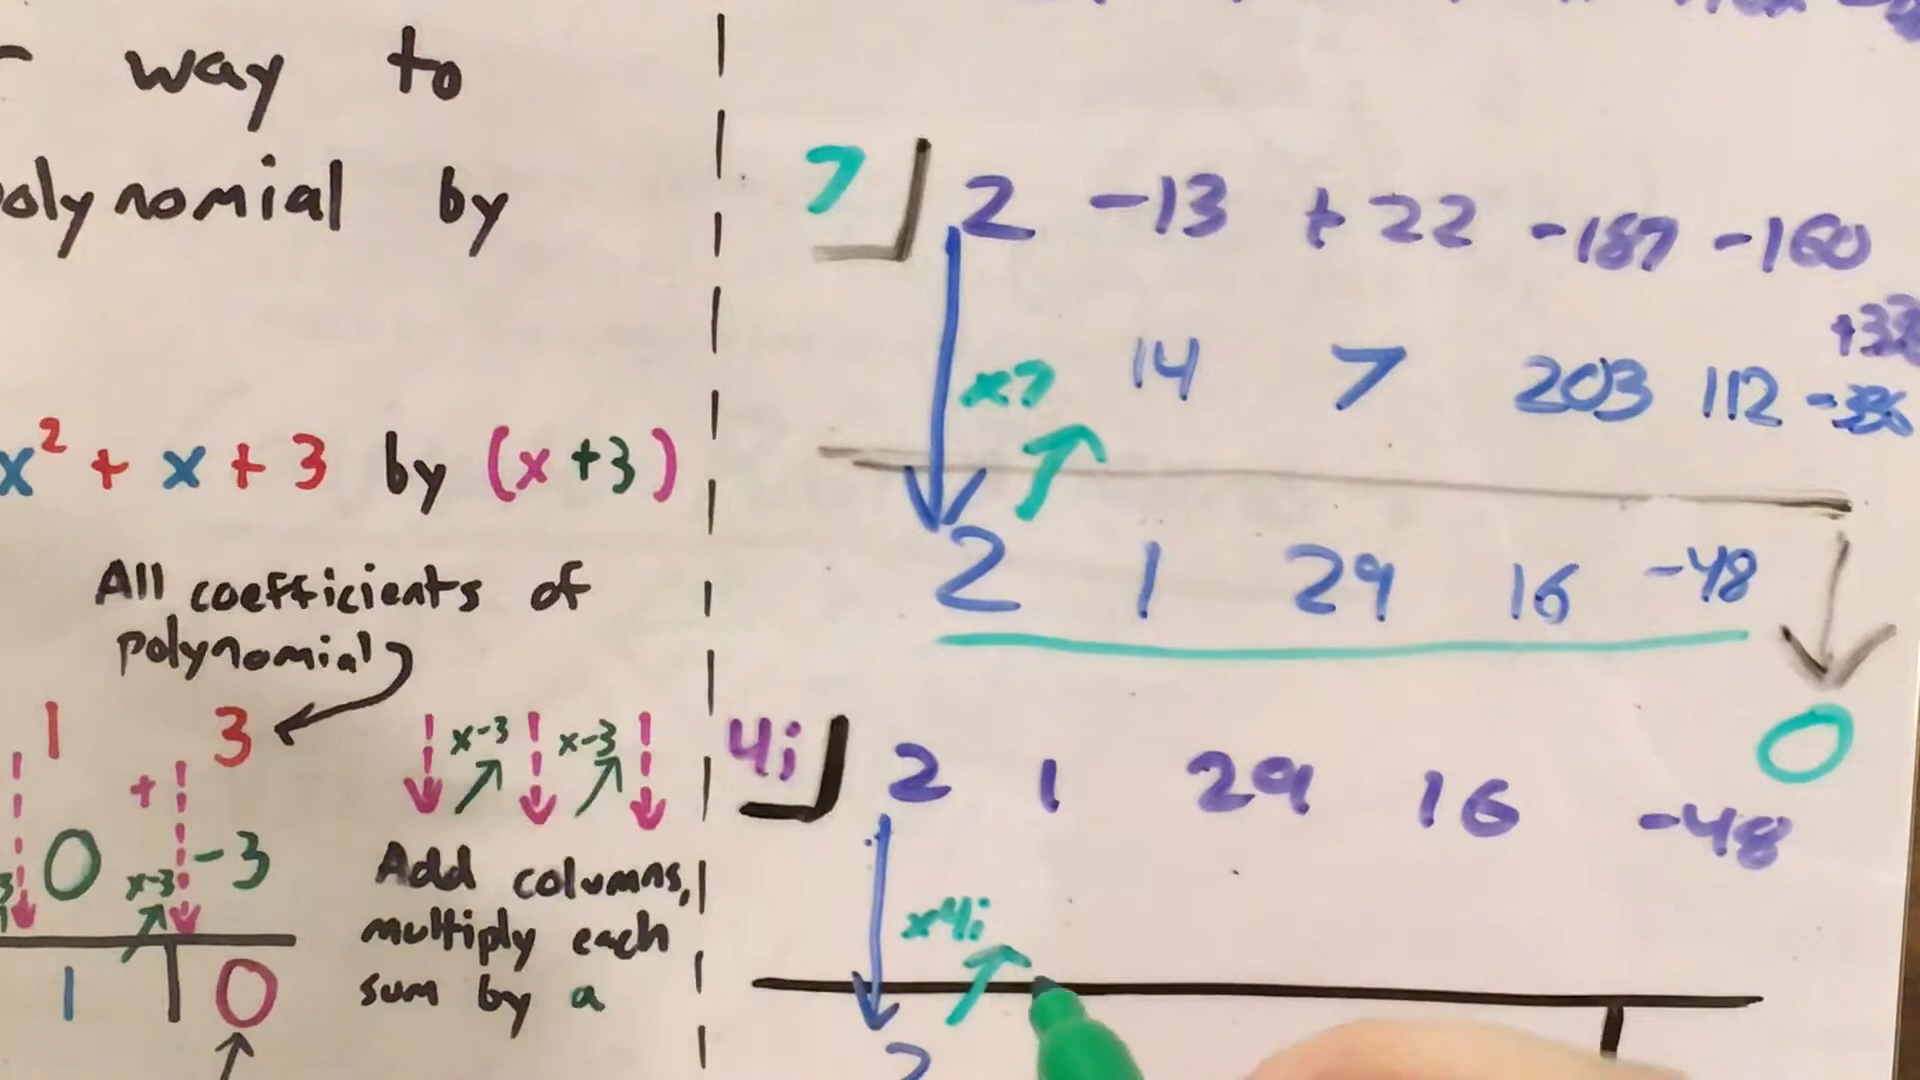 way to
polynomial by
x² + x + 3 by (x +3)
All coefficients of
polynomial
1 3
x-3 x-3
+
0 x-3 -3
Add columns,
multiply each
sum by a
1 0
7 2 -13 +22 -187 -160
x7 14 7 203 112
2 1 29 16 -48
0
4i 2 1 29 16 -48
x4i
2